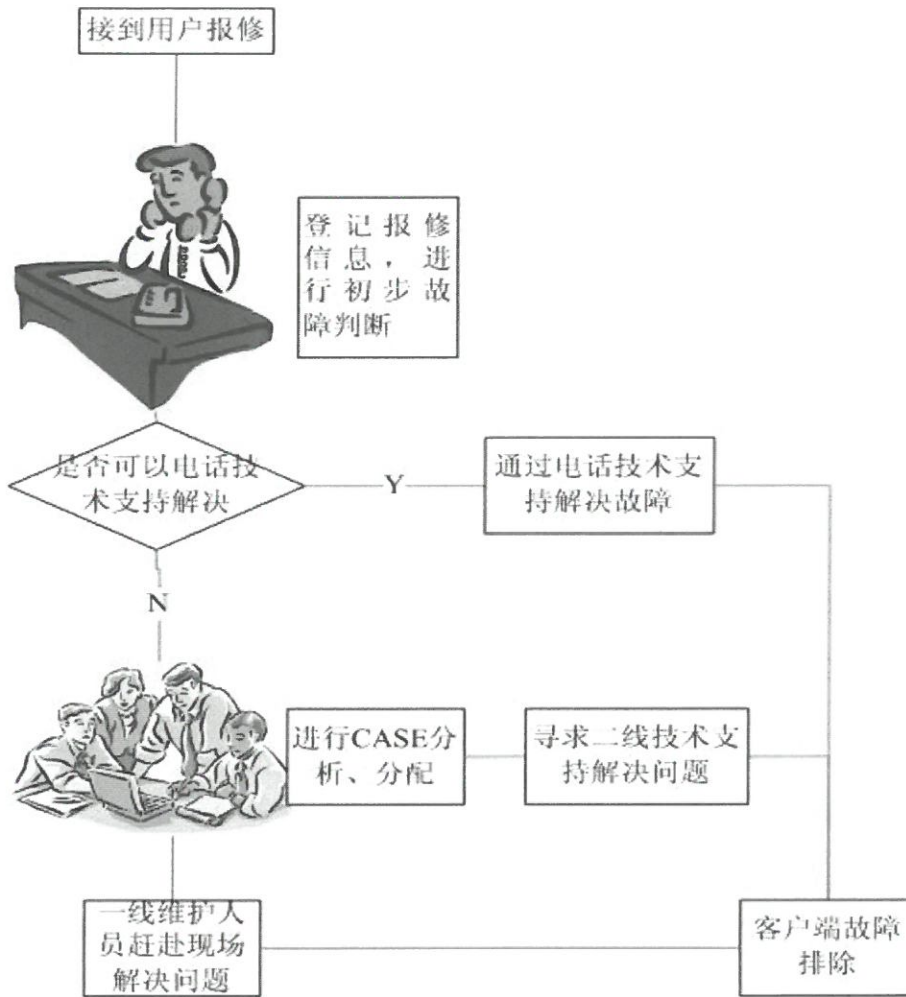 接到用户报修
登记报修
信息，进
行初步故
障判断
是否可以电话技
术支持解决
Y
通过电话技术支
持解决故障
N
进行CASE分
析、分配
寻求二线技术支
持解决问题
一线维护人
员赶赴现场
解决问题
客户端故障
排除